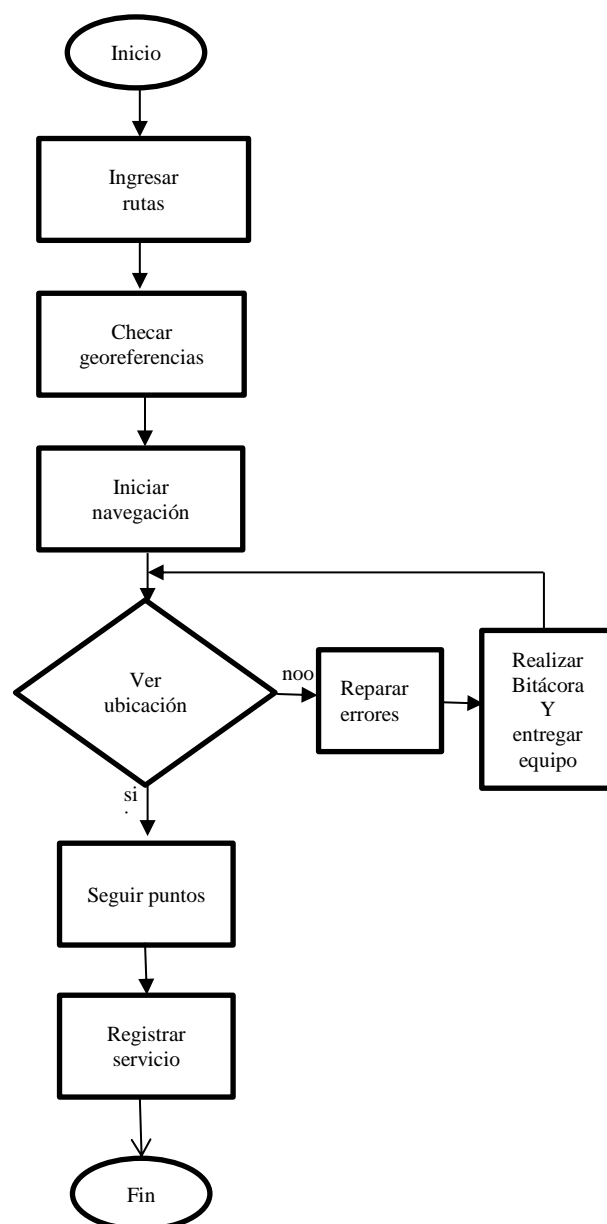 Inicio
Ingresar
rutas
Checar
georeferencias
Iniciar
navegación
Ver
ubicación
noo
Reparar
errores
Realizar
Bitácora
Y
entregar
equipo
si
.
Seguir puntos
Registrar
servicio
Fin